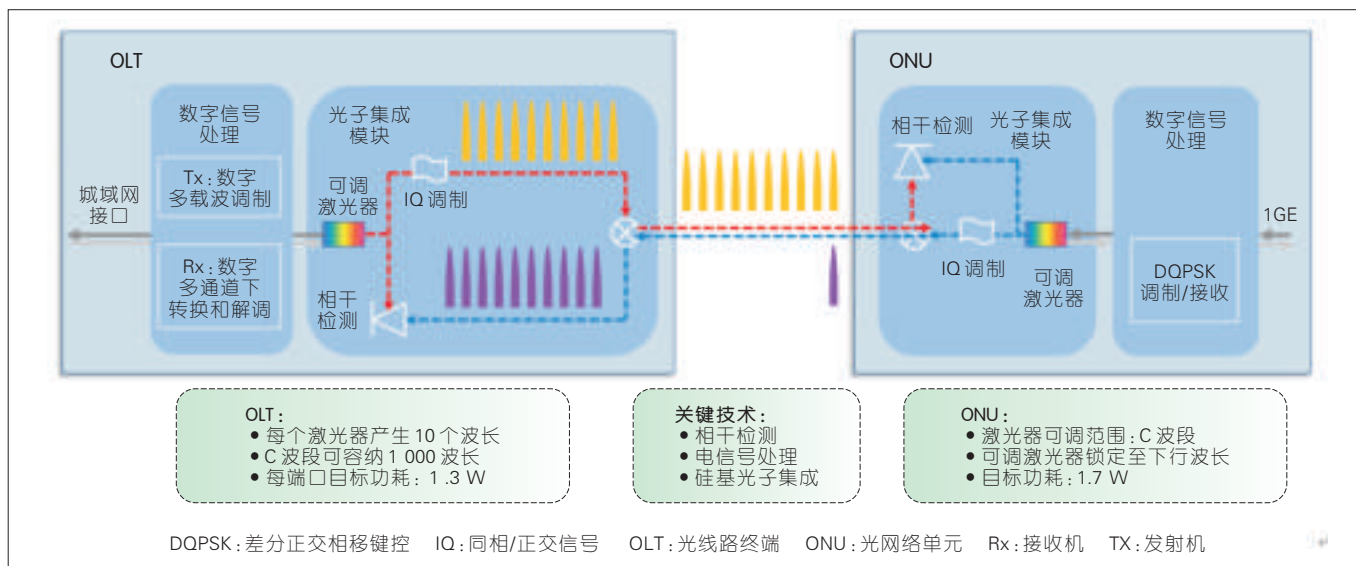 OLT
ONU
数字信号
处理
Tx:数字
多载波调制
Rx:数字
多通道下
转换和解调
城域网
接口
光子集成
模块
可调
激光器
IQ 调制
相干
检测
相干检测
光子集成
模块
IQ 调制
可调
激光器
数字信号
处理
DQPSK
调制/接收
1GE
OLT:
• 每个激光器产生 10 个波长
• C 波段可容纳 1 000 波长
• 每端口目标功耗: 1 .3 W
关键技术:
• 相干检测
• 电信号处理
• 硅基光子集成
ONU:
• 激光器可调范围:C 波段
• 可调激光器锁定至下行波长
• 目标功耗:1.7 W
DQPSK:差分正交相移键控 IQ:同相/正交信号 OLT:光线路终端 ONU:光网络单元 Rx:接收机 TX:发射机